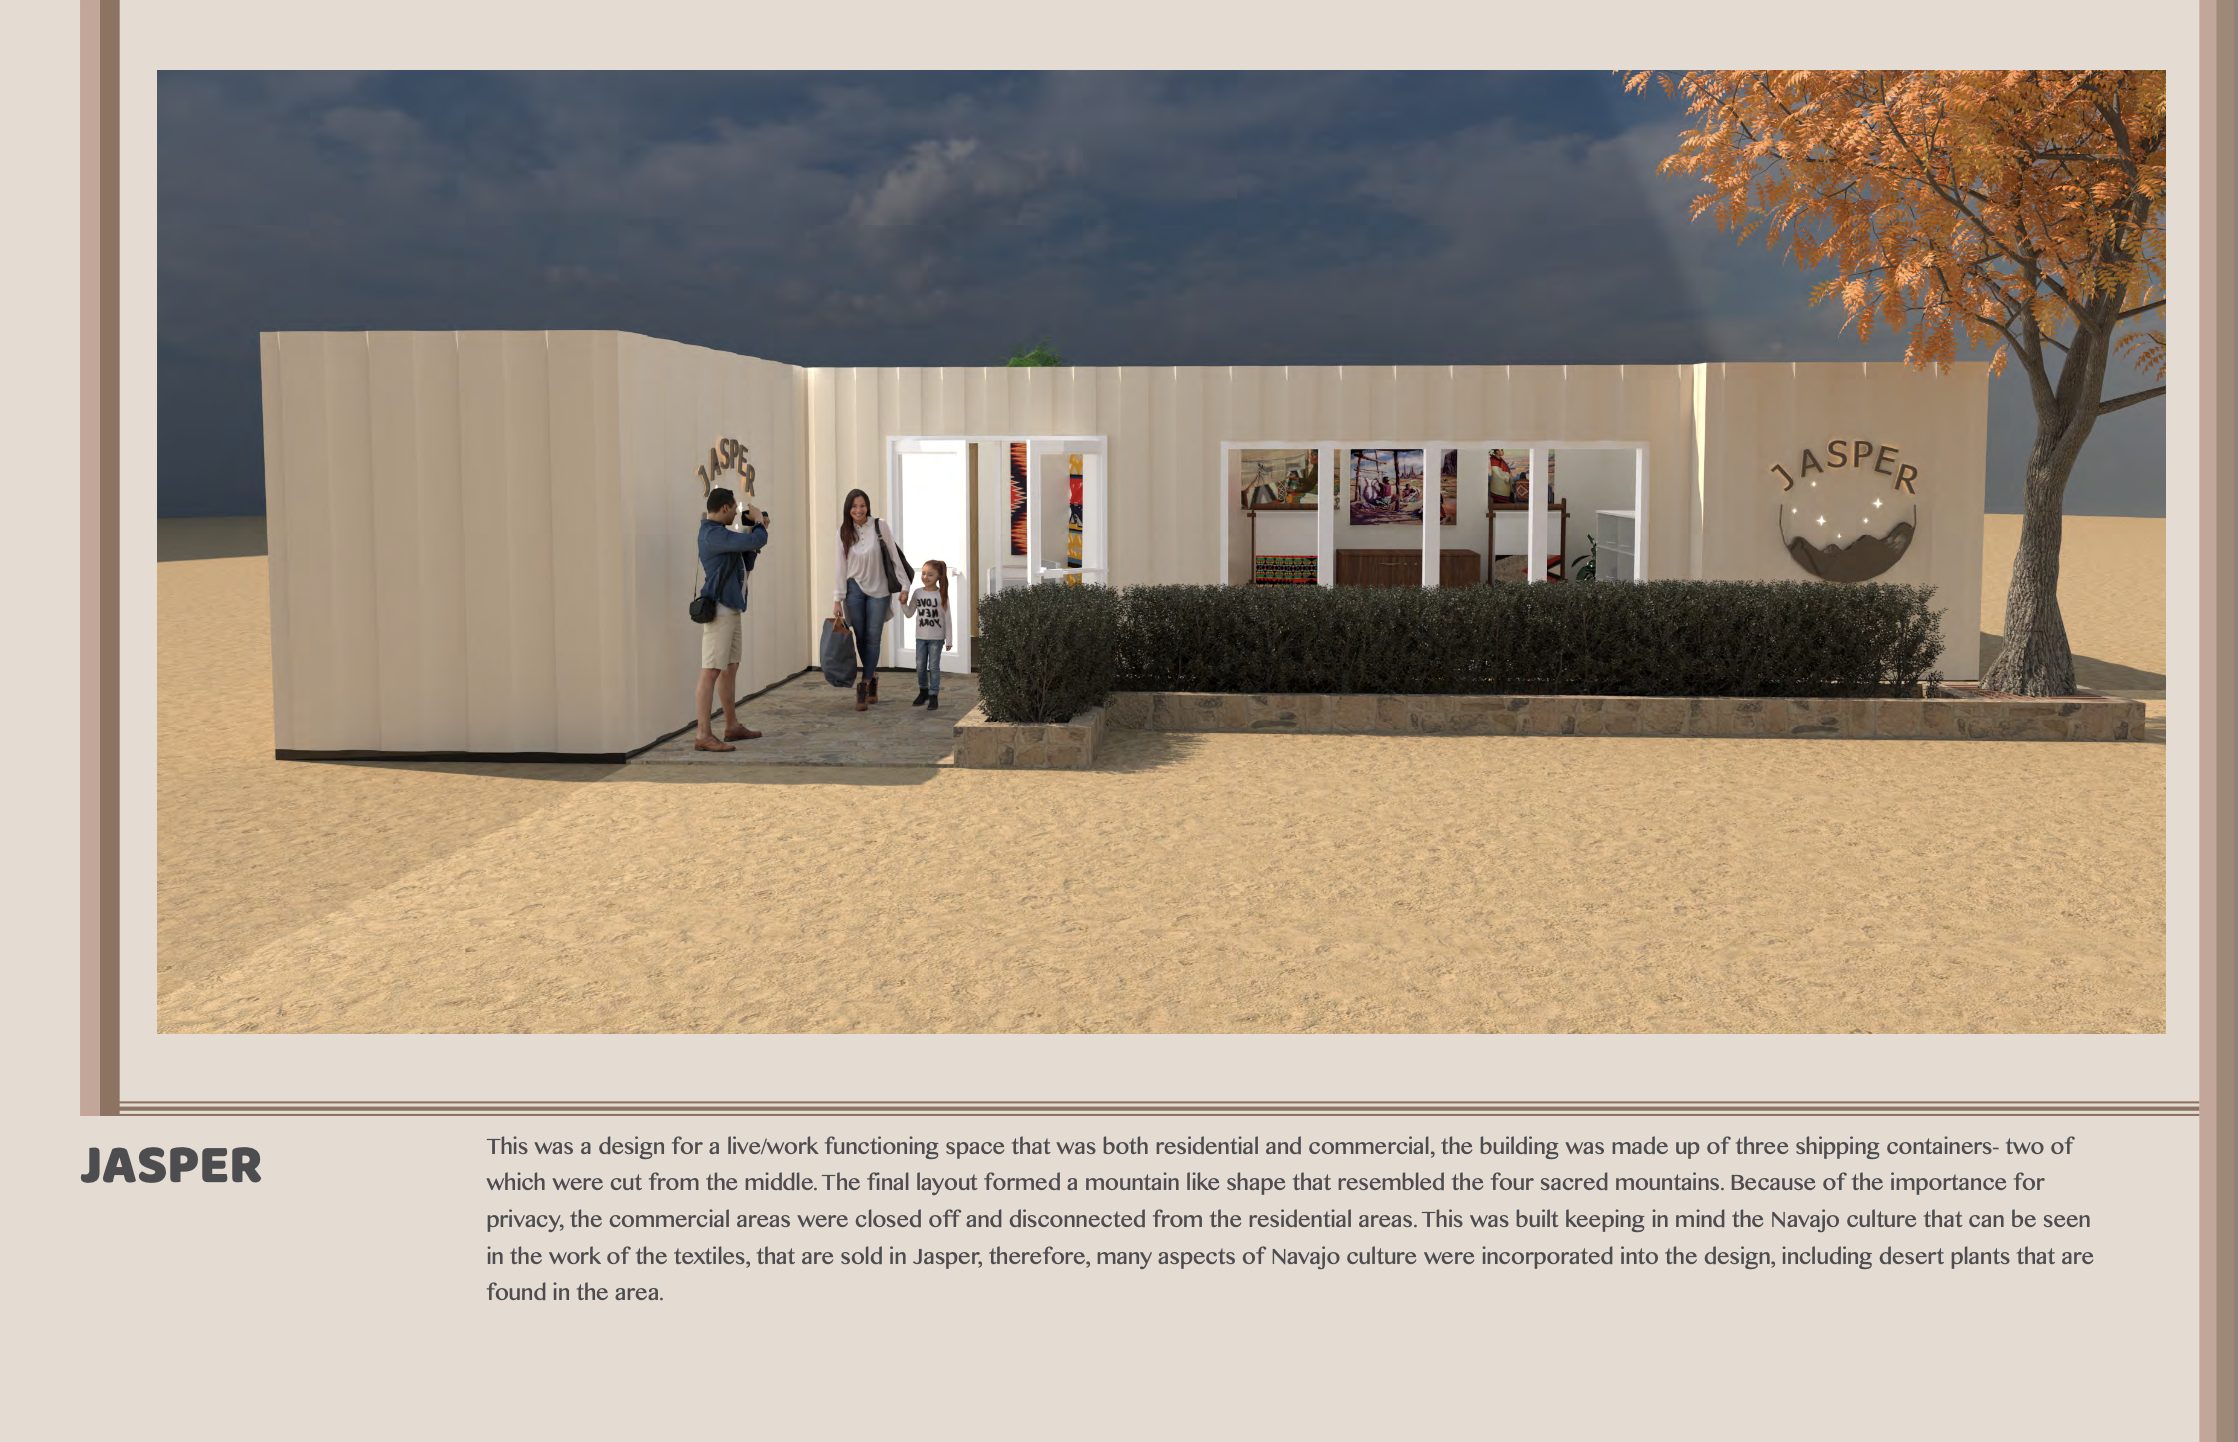 JASPER
JASPER
LOVE
NEW
YORK
JASPER
This was a design for a live/work functioning space that was both residential and commercial, the building was made up of three shipping containers- two of
which were cut from the middle. The final layout formed a mountain like shape that resembled the four sacred mountains. Because of the importance for
privacy, the commercial areas were closed off and disconnected from the residential areas. This was built keeping in mind the Navajo culture that can be seen
in the work of the textiles, that are sold in Jasper, therefore, many aspects of Navajo culture were incorporated into the design, including desert plants that are
found in the area.